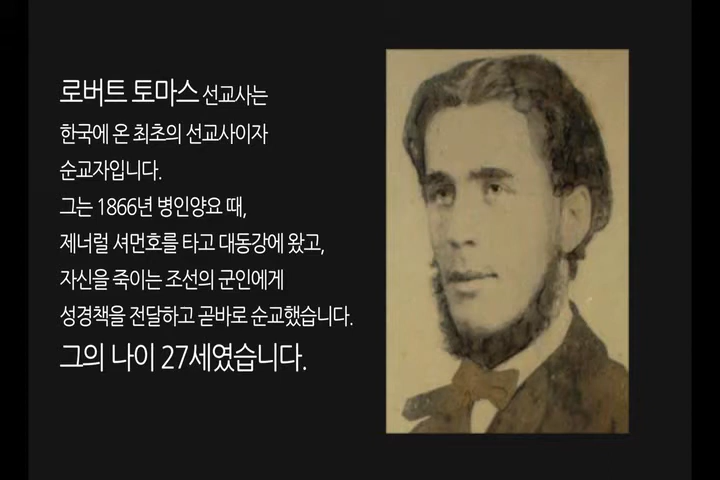 로버트 토마스 선교사는
한국에 온 최초의 선교사이자
순교자입니다.
그는 1866년 병인양요 때,
제너럴 셔먼호를 타고 대동강에 왔고,
자신을 죽이는 조선의 군인에게
성경책을 전달하고 곧바로 순교했습니다.
그의 나이 27세였습니다.